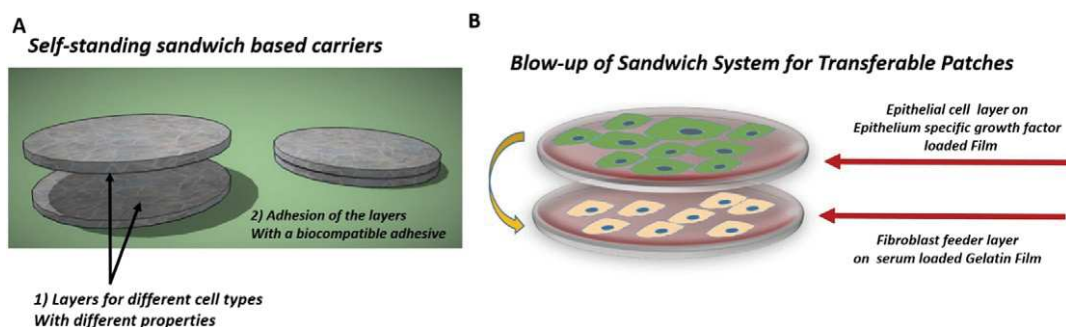 A
Self-standing sandwich based carriers
2) Adhesion of the layers
With a biocompatible adhesive
1) Layers for different cell types
With different properties
B
Blow-up of Sandwich System for Transferable Patches
Epithelial cell layer on
Epithelium specific growth factor
loaded Film
Fibroblast feeder layer
on serum loaded Gelatin Film